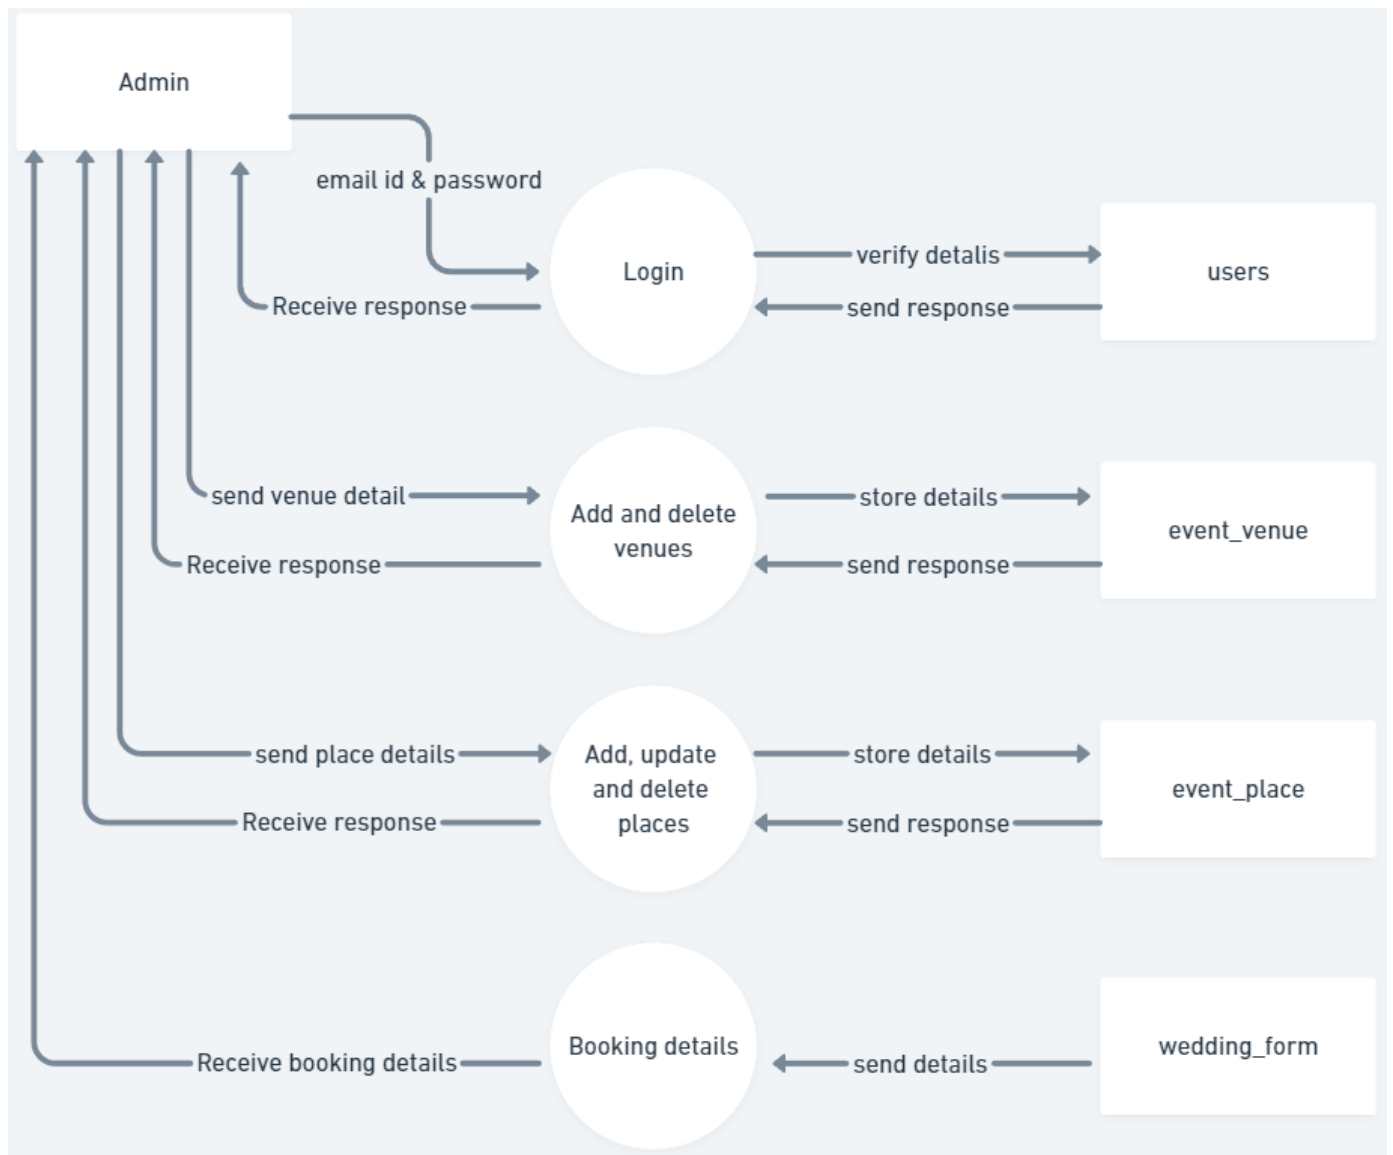 Admin
email id & password
Login
verify detalis
users
Receive response
send response
send venue detail
Add and delete
venues
store details
event_venue
Receive response
send response
send place details
Add, update
and delete
places
store details
event_place
Receive response
send response
Booking details
wedding_form
Receive booking details
send details